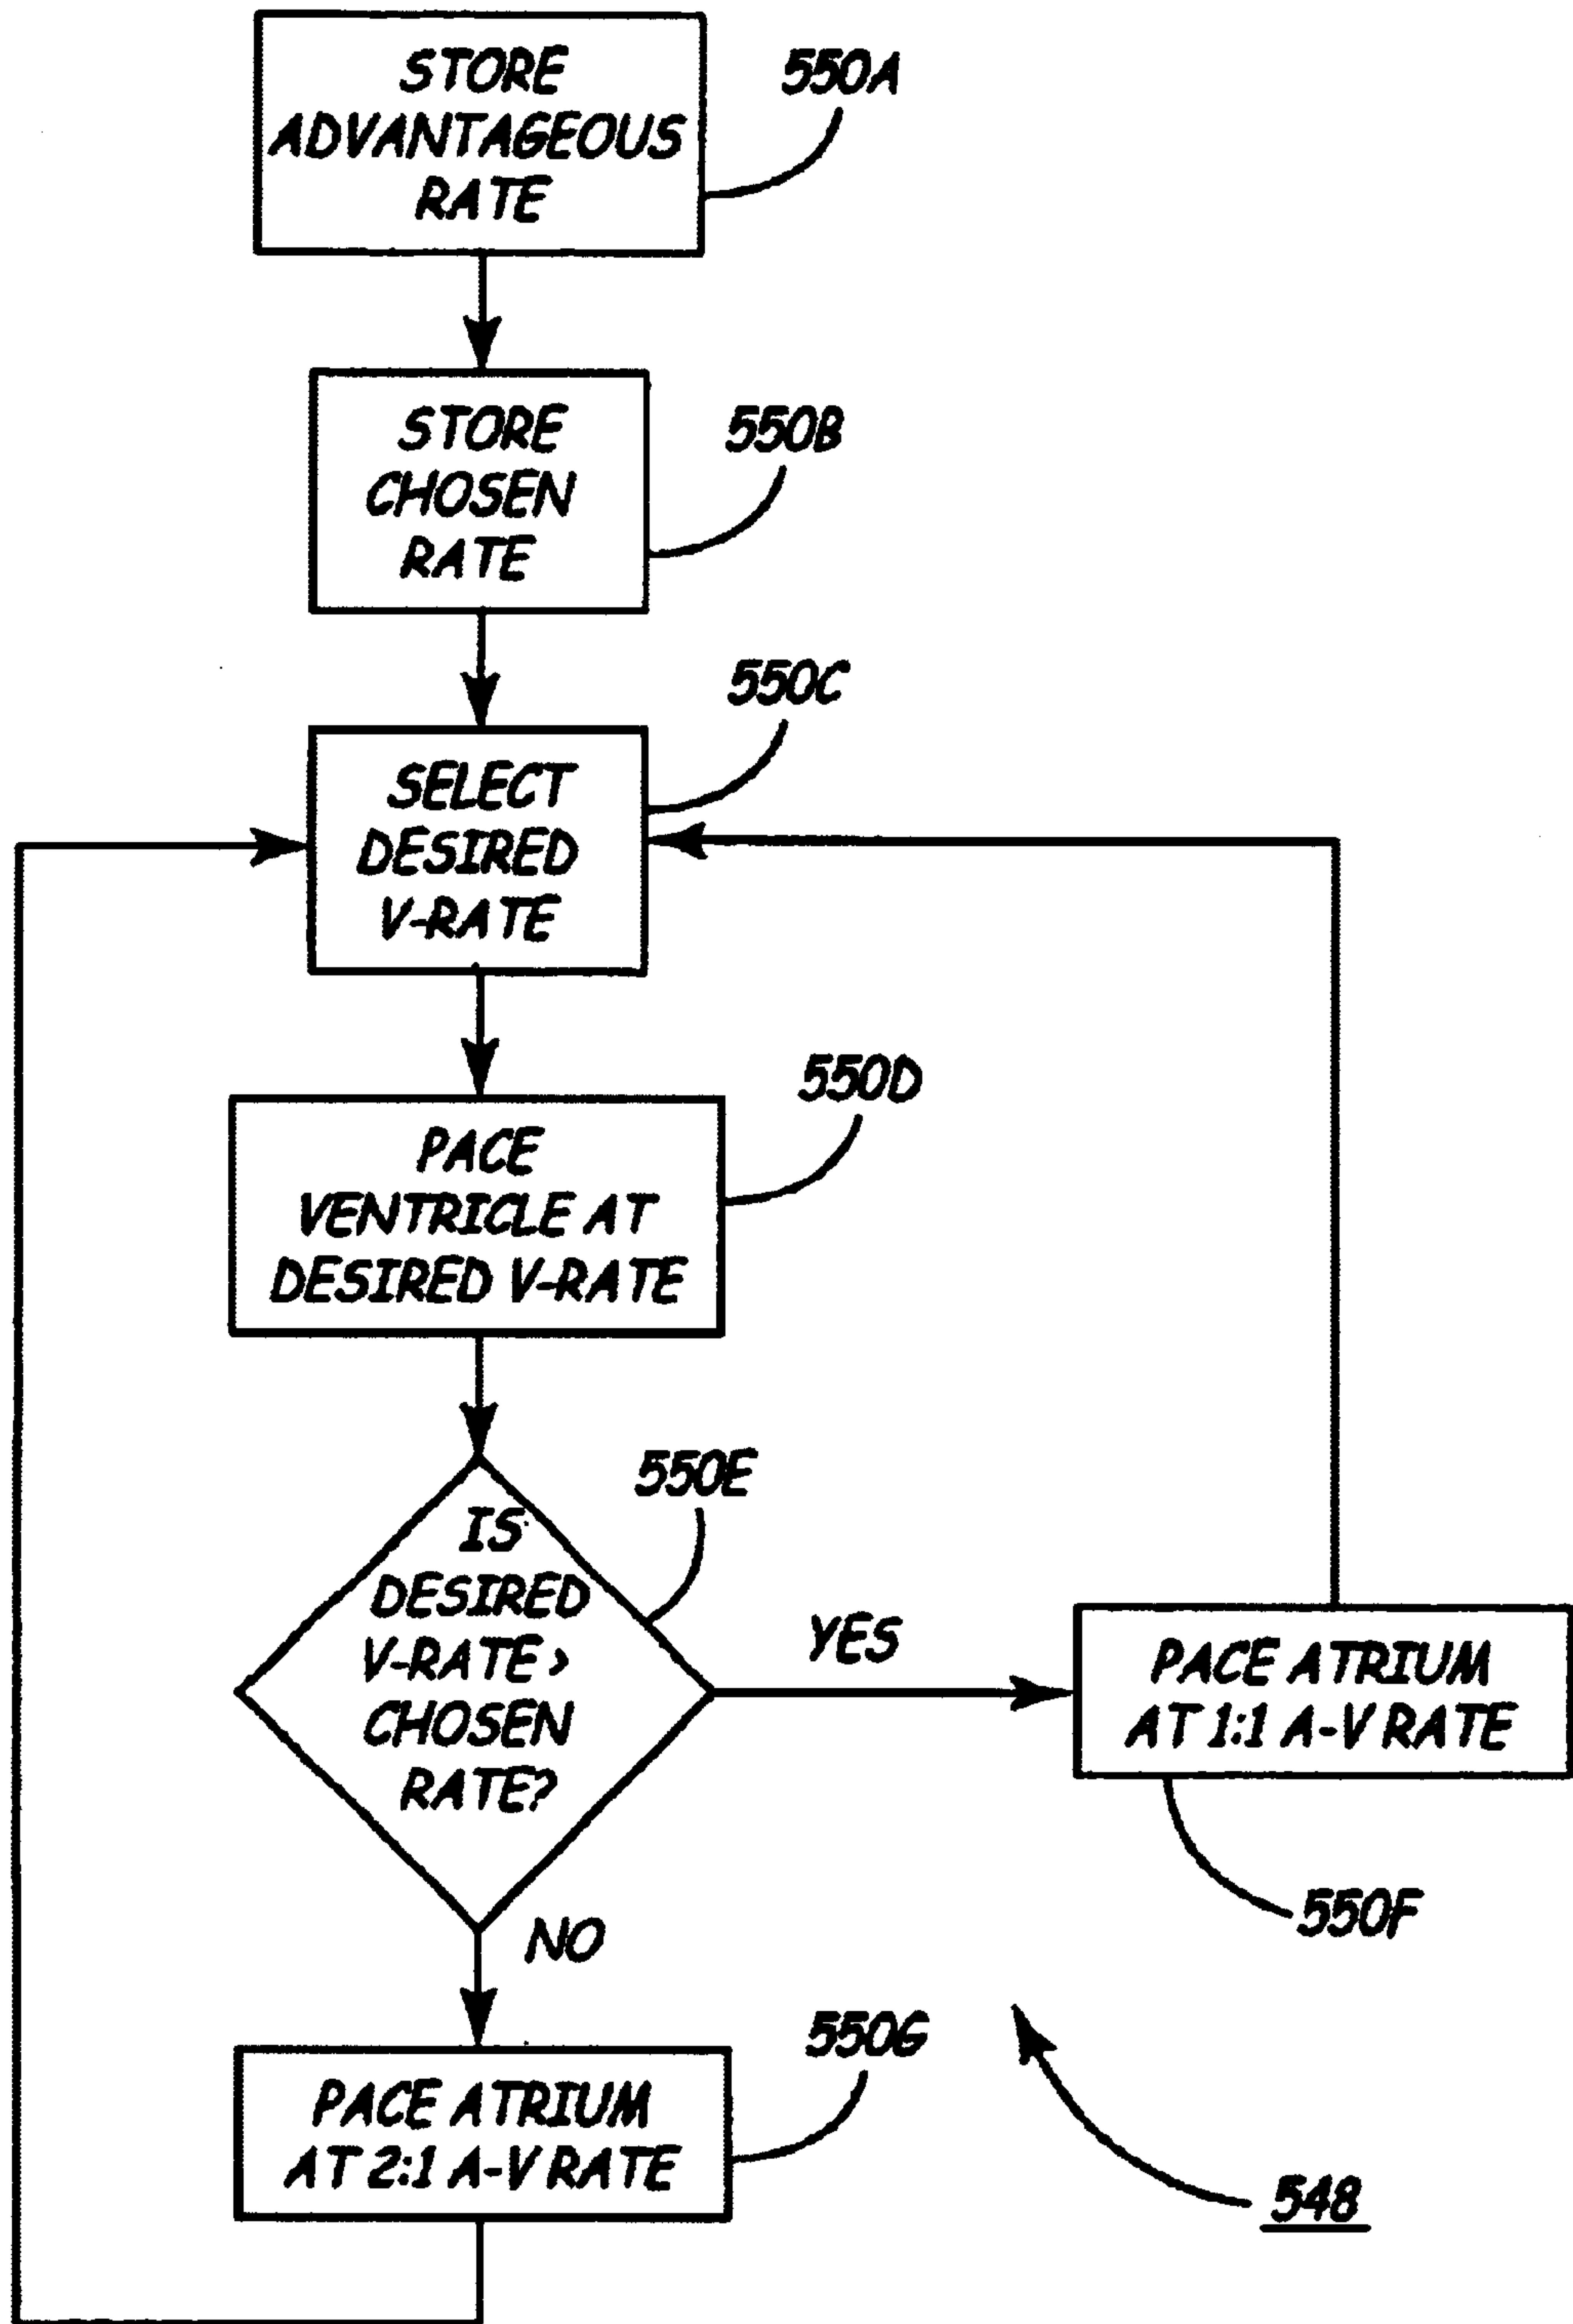 STORE
ADVANTAGEOUS
RATE
550A
STORE
CHOSEN
RATE
550B
SELECT
DESIRED
V-RATE
550C
PACE
VENTRICLE AT
DESIRED V-RATE
550D
IS
DESIRED
V-RATE >
CHOSEN
RATE?
550E
YES
PACE ATRIUM
AT 1:1 A-V RATE
550F
NO
PACE ATRIUM
AT 2:1 A-V RATE
550G
548